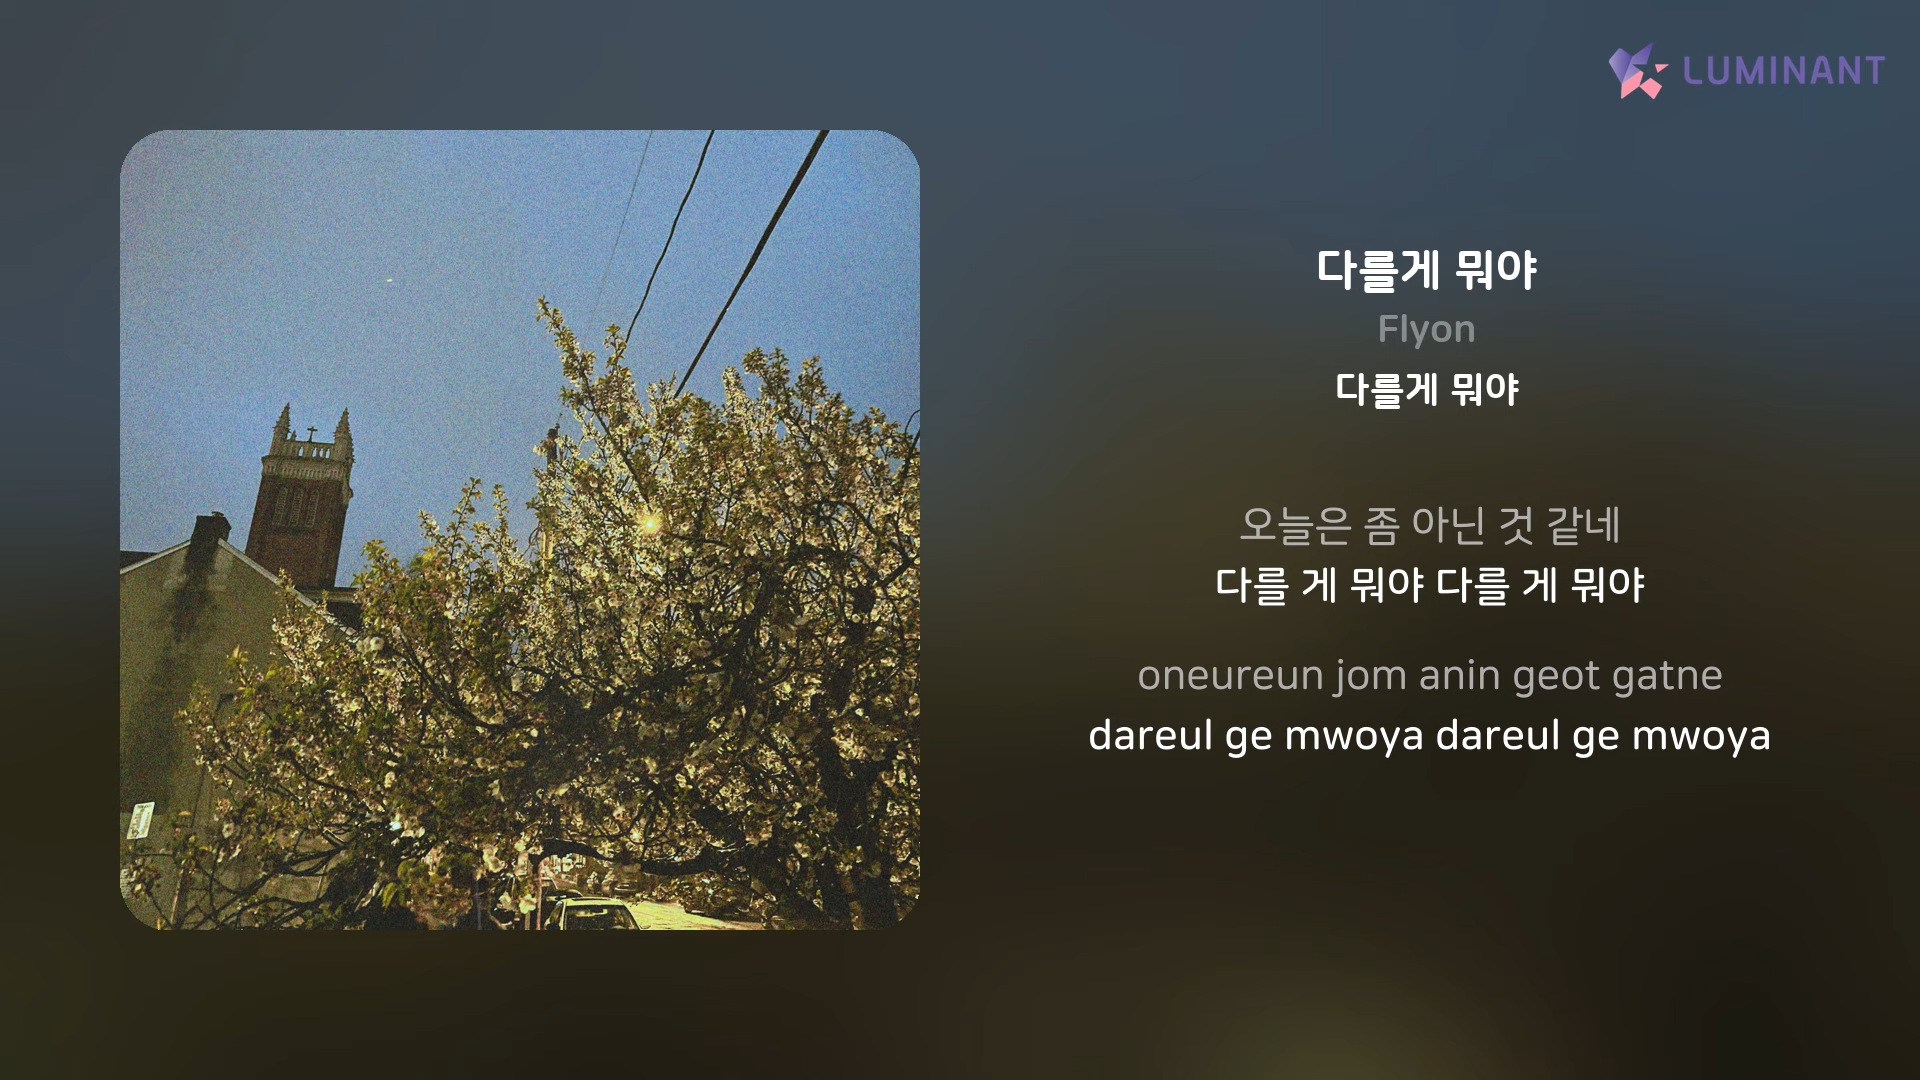 LUMINANT
다를게 뭐야
Flyon
다를게 뭐야
오늘은 좀 아닌 것 같네
다를 게 뭐야 다를 게 뭐야
oneureun jom anin geot gatne
dareul ge mwoya dareul ge mwoya